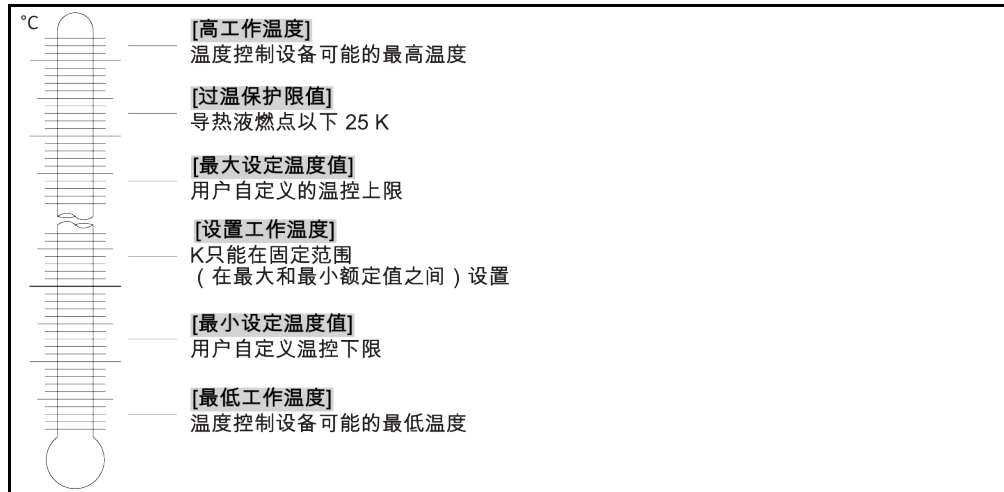 °C
[高工作温度]
温度控制设备可能的最高温度
[过温保护限值]
导热液燃点以下 25 K
[最大设定温度值]
用户自定义的温控上限
[设置工作温度]
K只能在固定范围
（在最大和最小额定值之间）设置
[最小设定温度值]
用户自定义温控下限
[最低工作温度]
温度控制设备可能的最低温度